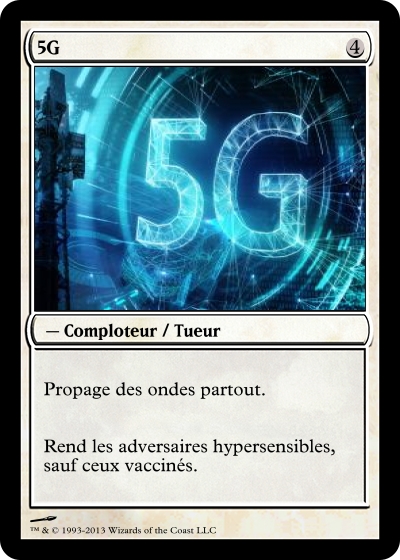 5G
4
5G
— Comploteur / Tueur
Propage des ondes partout.
Rend les adversaires hypersensibles,
sauf ceux vaccinés.
™ & © 1993-2013 Wizards of the Coast LLC